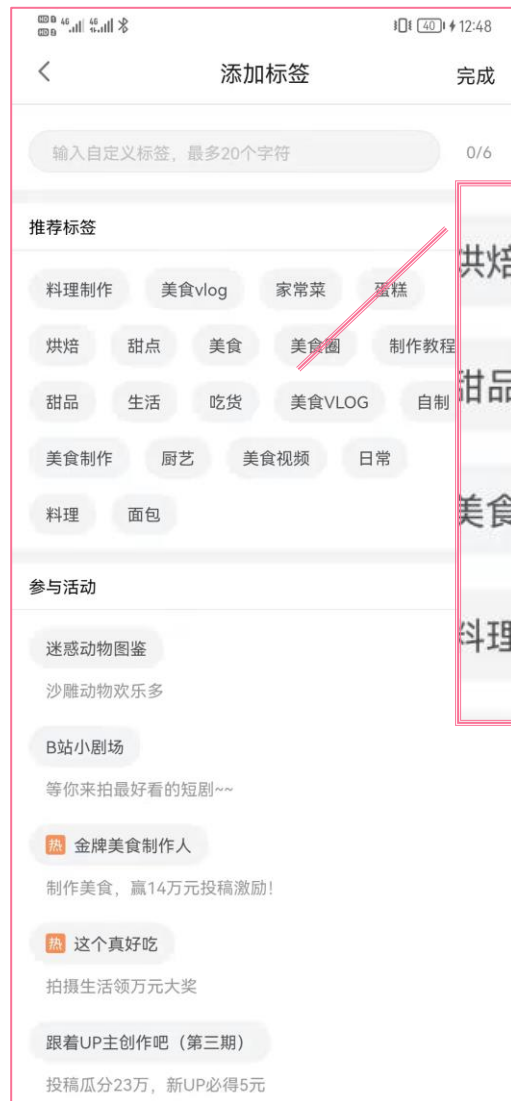 HD HD 4G 4G 40 12:48
添加标签 完成
输入自定义标签，最多20个字符 0/6
推荐标签
料理制作 美食vlog 家常菜 蛋糕
烘焙 甜点 美食 美食圈 制作教程
甜品 生活 吃货 美食VLOG 自制
美食制作 厨艺 美食视频 日常
料理 面包
烘焙
甜品
美食
料理
参与活动
迷惑动物图鉴
沙雕动物欢乐多
B站小剧场
等你来拍最好看的短剧~~
热 金牌美食制作人
制作美食，赢14万元投稿激励！
热 这个真好吃
拍摄生活领万元大奖
跟着UP主创作吧（第三期）
投稿瓜分23万，新UP必得5元